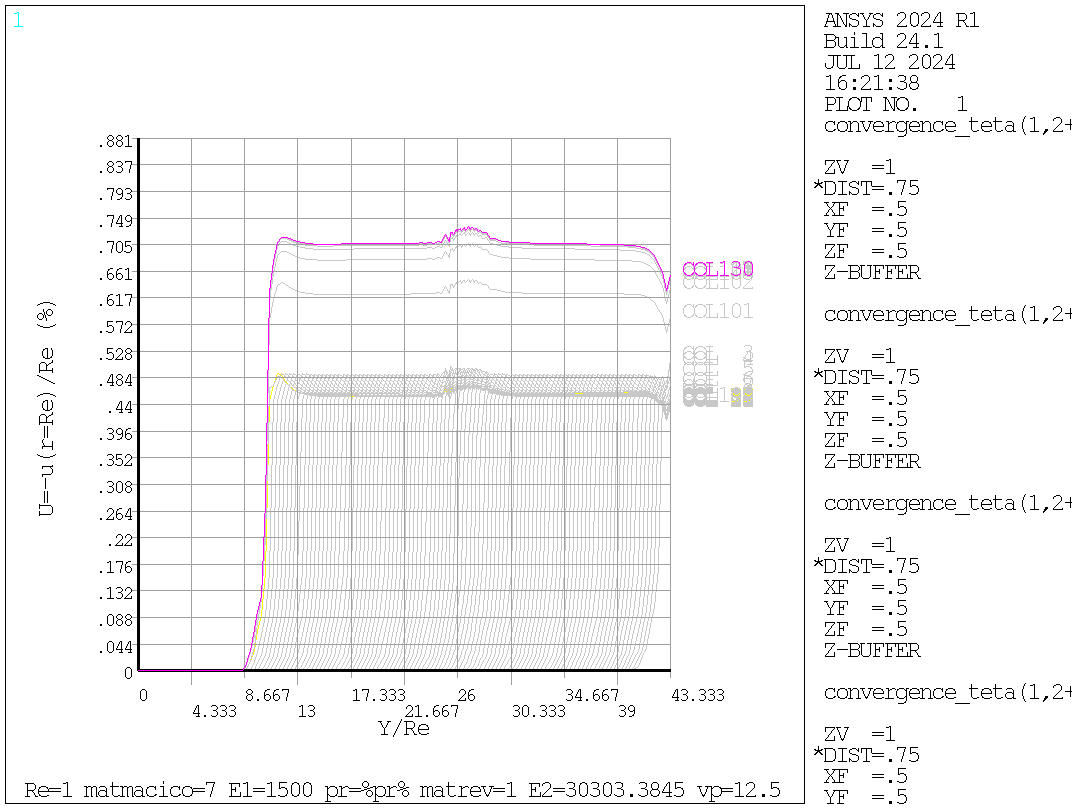 1
ANSYS 2024 R1
Build 24.1
JUL 12 2024
16:21:38
PLOT NO. 1
convergence_teta(1,2+
ZV =1
*DIST=.75
XF =.5
YF =.5
ZF =.5
Z-BUFFER
convergence_teta(1,2+
ZV =1
*DIST=.75
XF =.5
YF =.5
ZF =.5
Z-BUFFER
convergence_teta(1,2+
ZV =1
*DIST=.75
XF =.5
YF =.5
ZF =.5
Z-BUFFER
convergence_teta(1,2+
ZV =1
*DIST=.75
XF =.5
YF =.5
U=-u(r=Re)/Re (%)
.881
.837
.793
.749
.705
.661
.617
.572
.528
.484
.44
.396
.352
.308
.264
.22
.176
.132
.088
.044
0
COL130
COL102
COL101
COL
0
4.333
8.667
13
17.333
21.667
26
30.333
34.667
39
43.333
Y/Re
Re=1 matmacico=7 E1=1500 pr=%pr% matrev=1 E2=30303.3845 vp=12.5